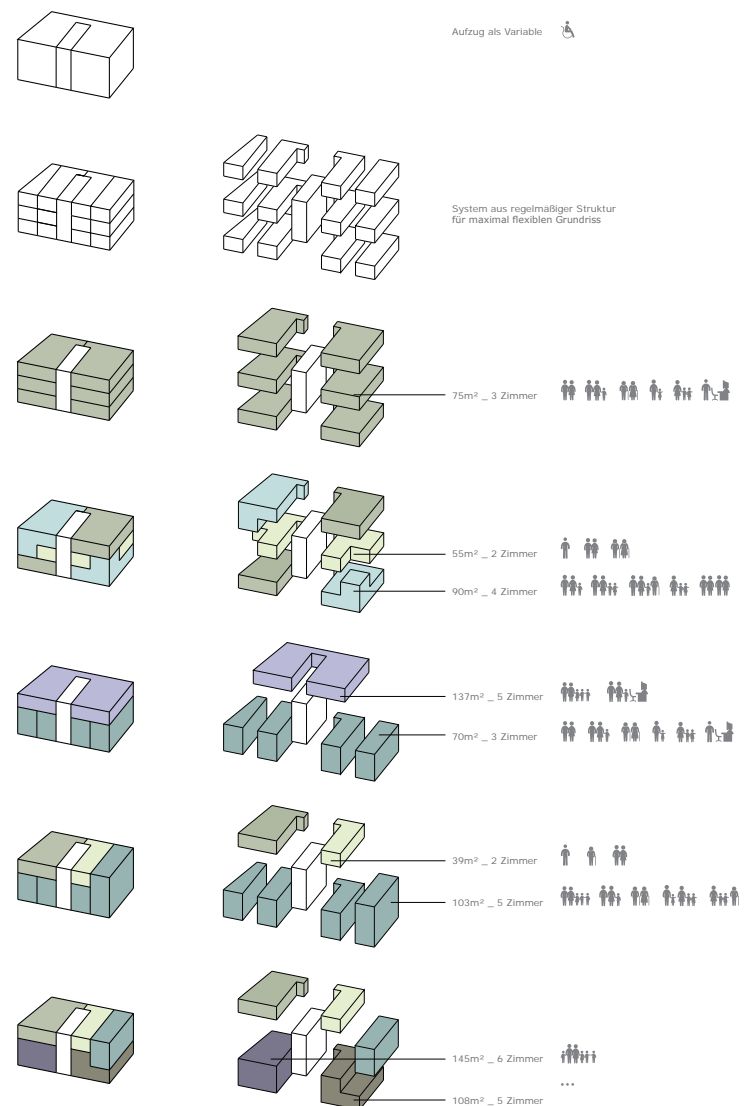 Aufzug als Variable
System aus regelmäßiger Struktur
für maximal flexiblen Grundriss
75m² _ 3 Zimmer
55m² _ 2 Zimmer
90m² _ 4 Zimmer
137m² _ 5 Zimmer
70m² _ 3 Zimmer
39m² _ 2 Zimmer
103m² _ 5 Zimmer
145m² _ 6 Zimmer
...
108m² _ 5 Zimmer